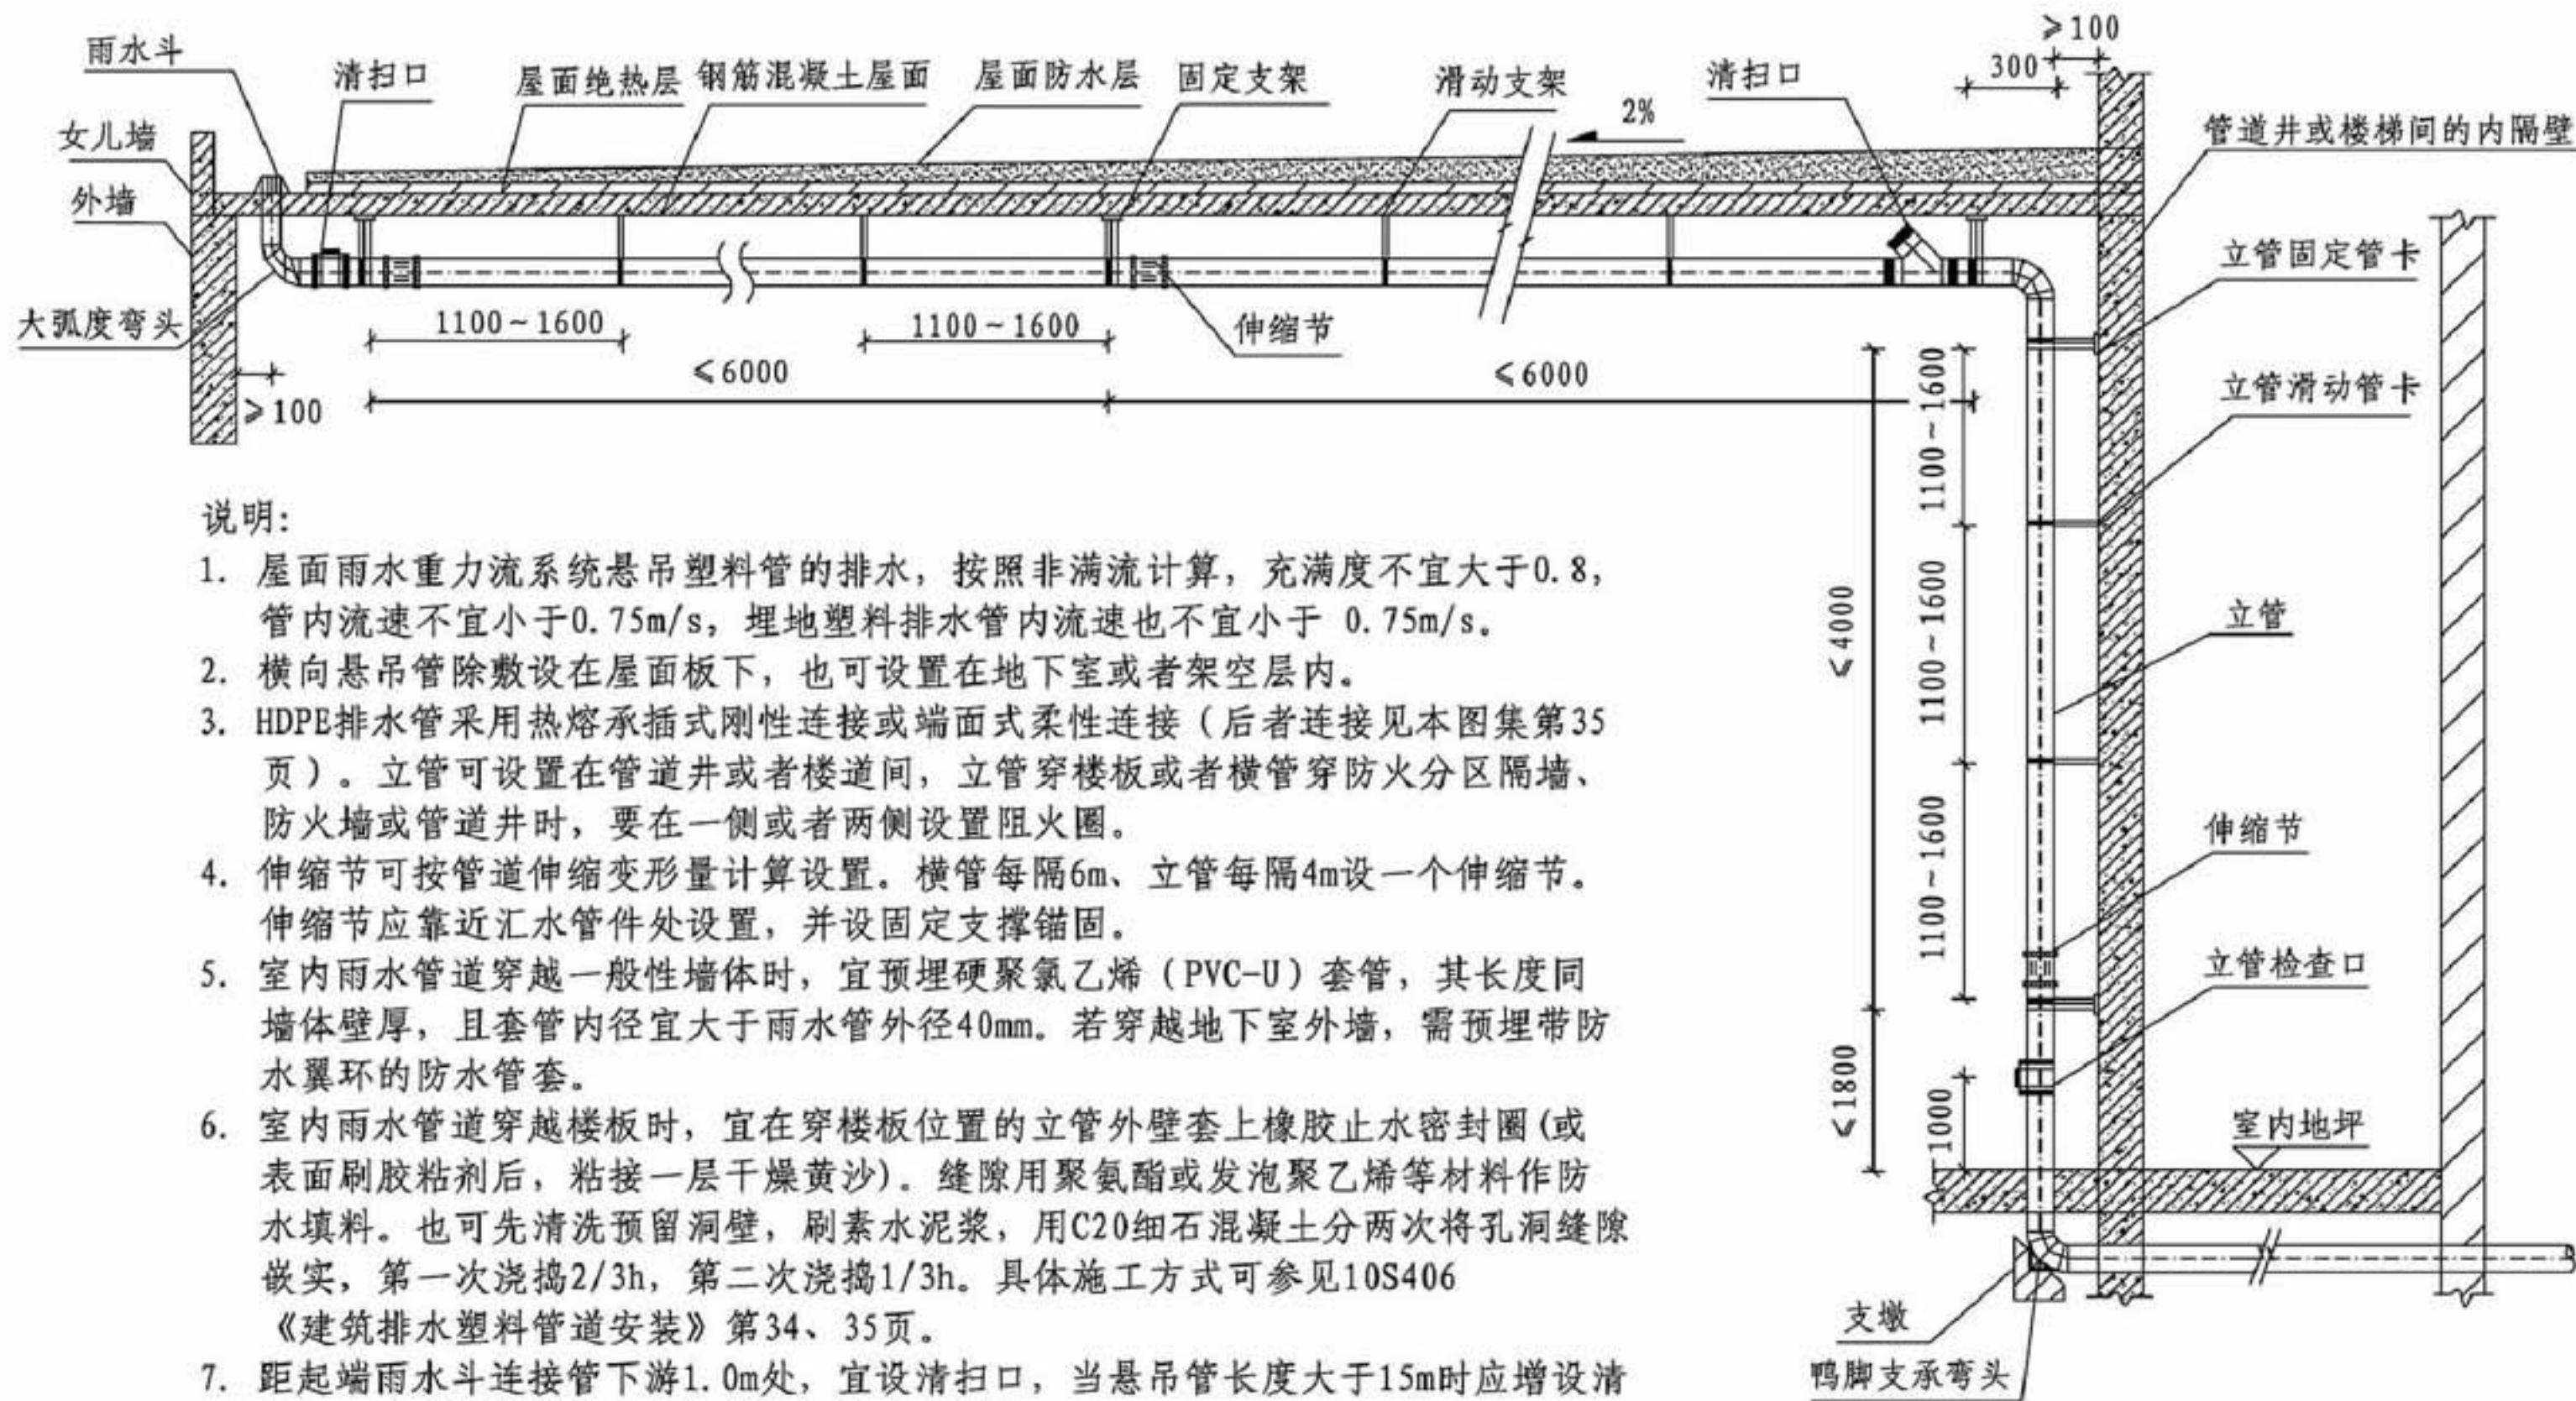 雨水斗
清扫口
屋面绝热层
钢筋混凝土屋面
屋面防水层
固定支架
滑动支架
清扫口
2%
≥100
300
女儿墙
外墙
大弧度弯头
管道井或楼梯间的内隔壁
立管固定管卡
立管滑动管卡
1100~1600
1100~1600
伸缩节
≤6000
≤6000
≥100
1100~1600
1100~1600
1100~1600
≤4000
≤1800
1000
立管
伸缩节
立管检查口
室内地坪
支墩
鸭脚支承弯头
说明:
1. 屋面雨水重力流系统悬吊塑料管的排水，按照非满流计算，充满度不宜大于0.8，
管内流速不宜小于0.75m/s，埋地塑料排水管内流速也不宜小于 0.75m/s。
2. 横向悬吊管除敷设在屋面板下，也可设置在地下室或者架空层内。
3. HDPE排水管采用热熔承插式刚性连接或端面式柔性连接（后者连接见本图集第35
页）。立管可设置在管道井或者楼道间，立管穿楼板或者横管穿防火分区隔墙、
防火墙或管道井时，要在一侧或者两侧设置阻火圈。
4. 伸缩节可按管道伸缩变形量计算设置。横管每隔6m、立管每隔4m设一个伸缩节。
伸缩节应靠近汇水管件处设置，并设固定支撑锚固。
5. 室内雨水管道穿越一般性墙体时，宜预埋硬聚氯乙烯（PVC-U）套管，其长度同
墙体壁厚，且套管内径宜大于雨水管外径40mm。若穿越地下室外墙，需预埋带防
水翼环的防水管套。
6. 室内雨水管道穿越楼板时，宜在穿楼板位置的立管外壁套上橡胶止水密封圈(或
表面刷胶粘剂后，粘接一层干燥黄沙)。缝隙用聚氨酯或发泡聚乙烯等材料作防
水填料。也可先清洗预留洞壁，刷素水泥浆，用C20细石混凝土分两次将孔洞缝隙
嵌实，第一次浇捣2/3h，第二次浇捣1/3h。具体施工方式可参见10S406
《建筑排水塑料管道安装》第34、35页。
7. 距起端雨水斗连接管下游1.0m处，宜设清扫口，当悬吊管长度大于15m时应增设清